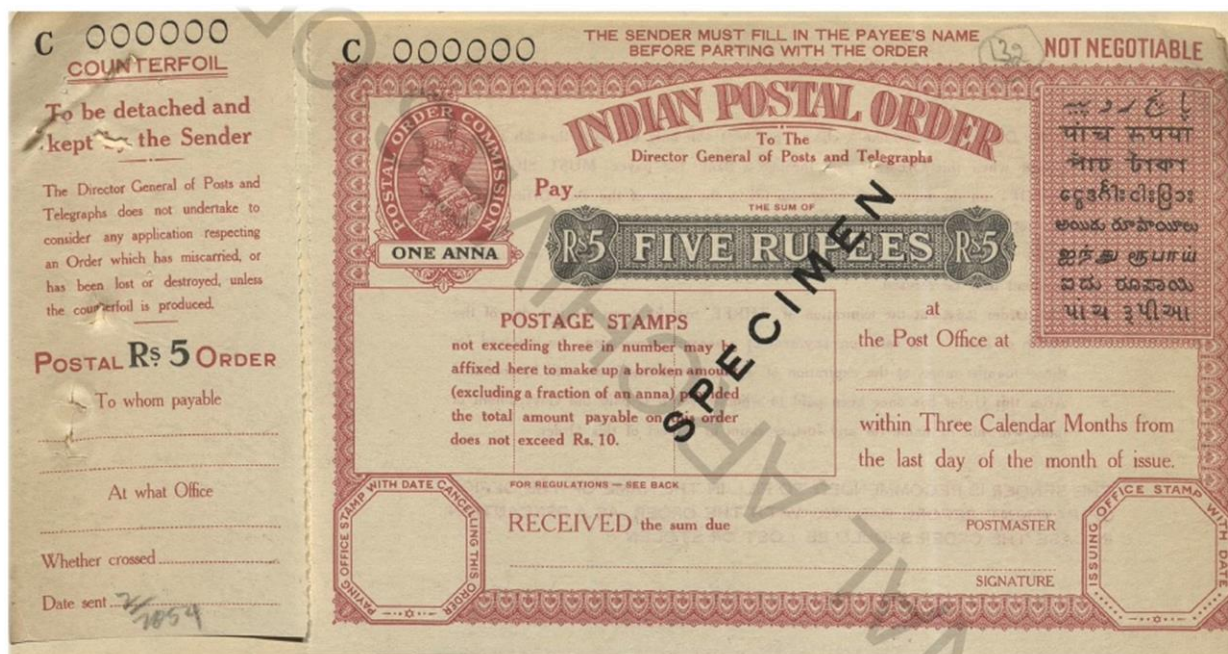 C 000000
COUNTERFOIL
To be detached and
kept by the Sender
The Director General of Posts and
Telegraphs does not undertake to
consider any application respecting
an Order which has miscarried, or
has been lost or destroyed, unless
the counterfoil is produced.
POSTAL Rs. 5 ORDER
To whom payable
At what Office
Whether crossed
Date sent
C 000000
THE SENDER MUST FILL IN THE PAYEE'S NAME
BEFORE PARTING WITH THE ORDER
NOT NEGOTIABLE
INDIAN POSTAL ORDER
To The
Director General of Posts and Telegraphs
POSTAL ORDER COMMISSION
ONE ANNA
Pay
THE SUM OF
Rs 5 FIVE RUPEES Rs 5
पांच रुपया
পাঁচ টাকা
ఐదు రూపాయలు
ஐந்து ரூபாய்
ಐದು ರೂಪಾಯಿ
પાંચ રૂપીઆ
SPECIMEN
POSTAGE STAMPS
not exceeding three in number may be
affixed here to make up a broken amount
(excluding a fraction of an anna) provided
the total amount payable on this order
does not exceed Rs. 10.
at
the Post Office at
within Three Calendar Months from
the last day of the month of issue.
FOR REGULATIONS — SEE BACK
RECEIVED the sum due
POSTMASTER
SIGNATURE
PAYING OFFICE STAMP WITH DATE CANCELLING THIS ORDER
ISSUING OFFICE STAMP WITH DATE